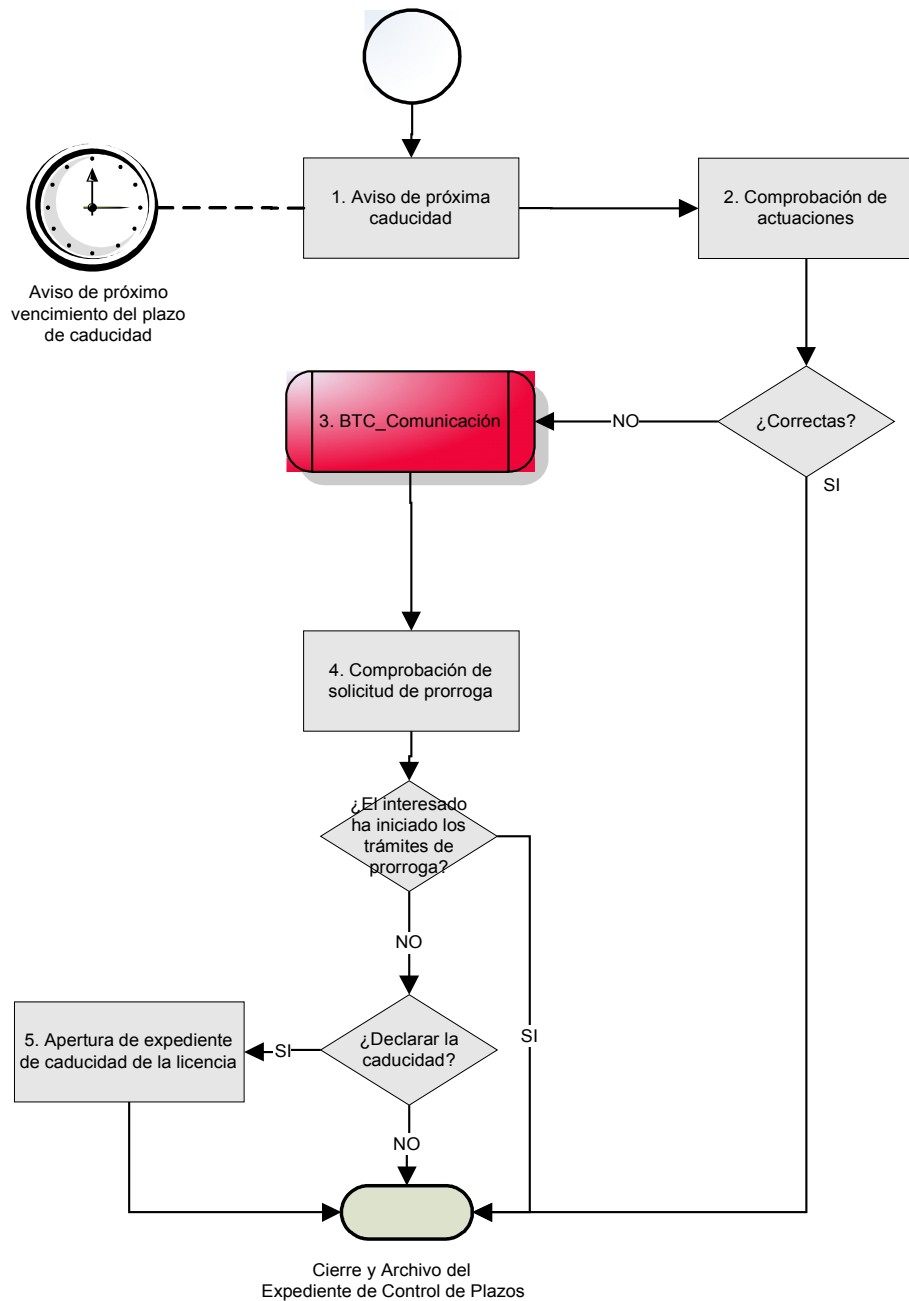 1. Aviso de próxima
caducidad
2. Comprobación de
actuaciones
Aviso de próximo
vencimiento del plazo
de caducidad
3. BTC_Comunicación
NO
¿Correctas?
SI
4. Comprobación de
solicitud de prorroga
¿El interesado
ha iniciado los
trámites de
prorroga?
NO
5. Apertura de expediente
de caducidad de la licencia
SI
¿Declarar la
caducidad?
SI
NO
Cierre y Archivo del
Expediente de Control de Plazos